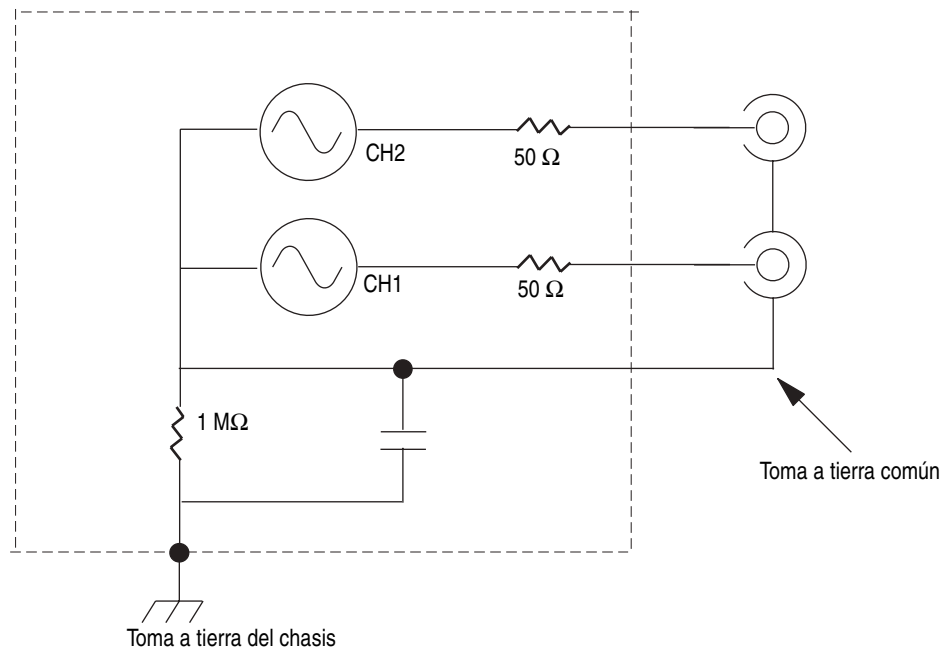 CH2
50 Ω
CH1
50 Ω
1 MΩ
Toma a tierra común
Toma a tierra del chasis